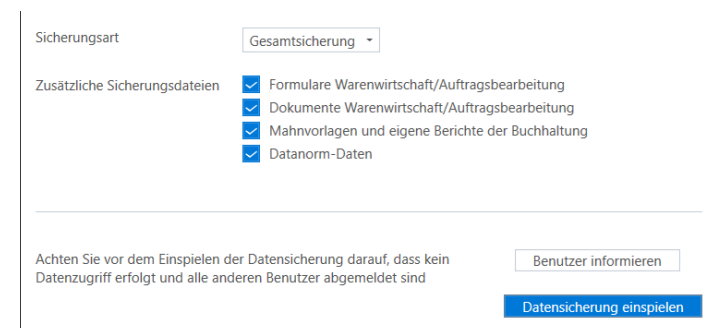 Sicherungsart
Gesamtsicherung
Zusätzliche Sicherungsdateien
Formulare Warenwirtschaft/Auftragsbearbeitung
Dokumente Warenwirtschaft/Auftragsbearbeitung
Mahnvorlagen und eigene Berichte der Buchhaltung
Datanorm-Daten
Achten Sie vor dem Einspielen der Datensicherung darauf, dass kein
Datenzugriff erfolgt und alle anderen Benutzer abgemeldet sind
Benutzer informieren
Datensicherung einspielen